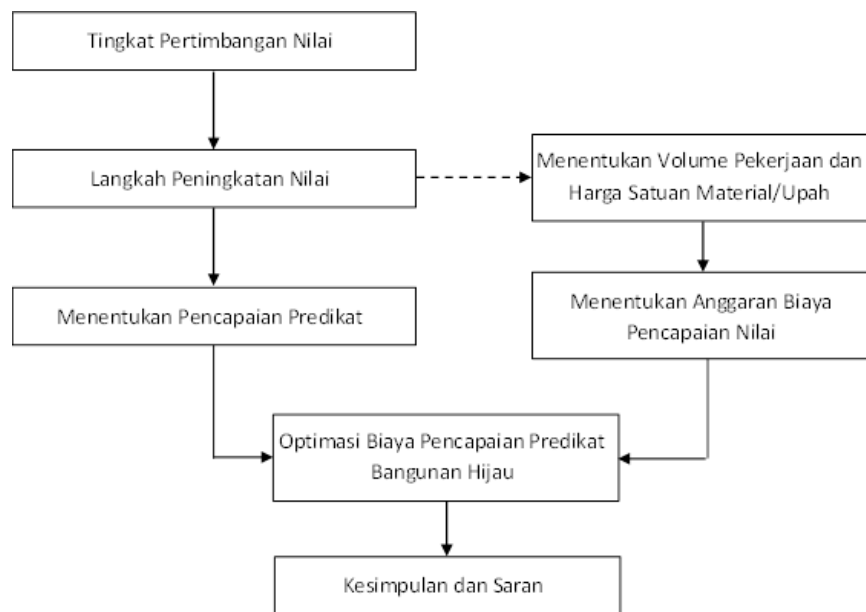 Tingkat Pertimbangan Nilai
Langkah Peningkatan Nilai
Menentukan Volume Pekerjaan dan
Harga Satuan Material/Upah
Menentukan Pencapaian Predikat
Menentukan Anggaran Biaya
Pencapaian Nilai
Optimasi Biaya Pencapaian Predikat
Bangunan Hijau
Kesimpulan dan Saran